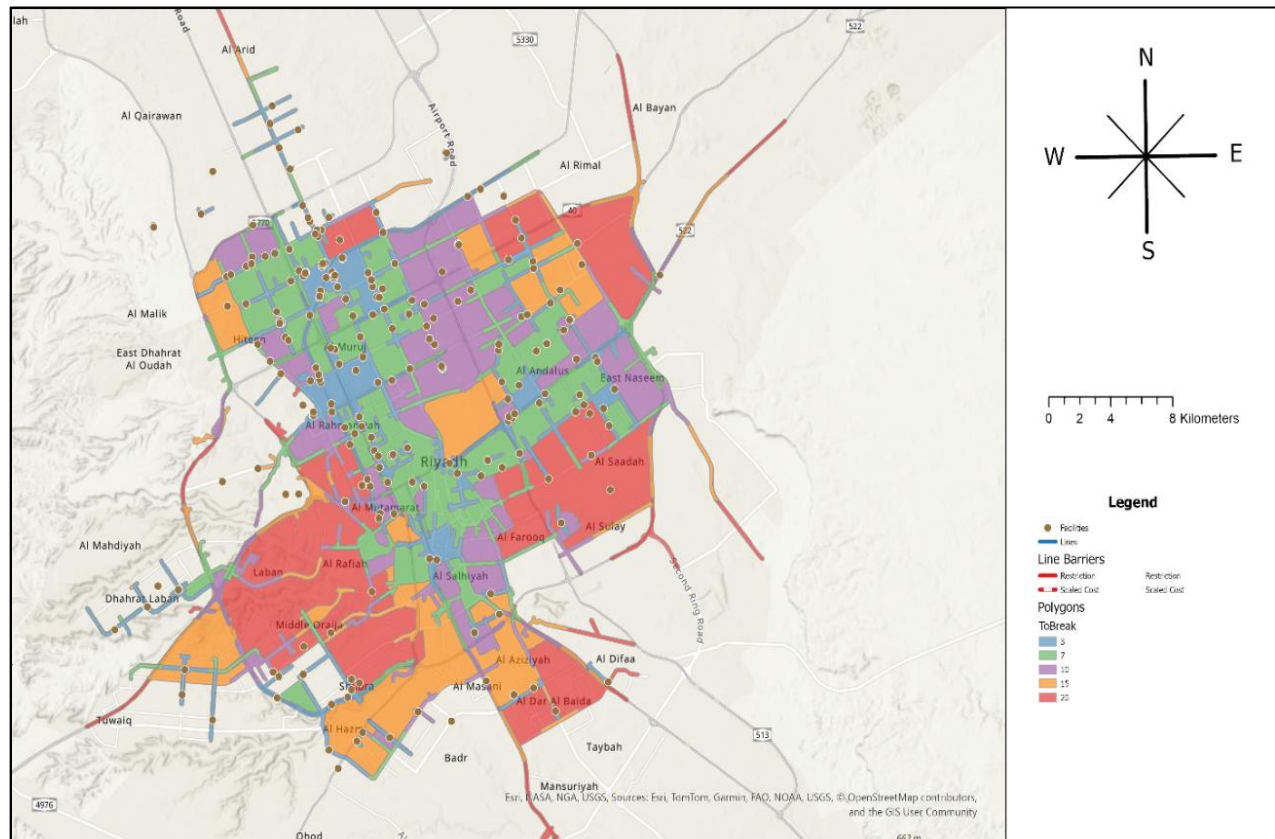 lah
Road
Al Arid
5330
522
Al Qairawan
Airport Road
Al Bayan
Al Rimal
40
5770
522
Al Malik
Hiteen
East Dhahrat
Al Oudah
Al Muruj
Al Andalus
East Naseem
Al Rahmaniyah
Riyadh
Al Saadah
Al Mutamarat
Al Sulay
Al Farooq
Al Mahdiyah
Laban
Al Rafiah
Al Salhiyah
Second Ring Road
Dhahrat Laban
Middle Oraija
Al Aziziyah
Al Difaa
Shubra
Al Masani
Al Dar Al Baida
Tuwaiq
Al Hazm
513
Badr
Taybah
Mansuriyah
4976
Esri, NASA, NGA, USGS, Sources: Esri, TomTom, Garmin, FAO, NOAA, USGS, © OpenStreetMap contributors,
and the GIS User Community
Ohod
662 m
N
W
E
S
0 2 4 8 Kilometers
Legend
Facilities
Lines
Line Barriers
Restriction Restriction
Scaled Cost Scaled Cost
Polygons
ToBreak
3
7
10
15
20